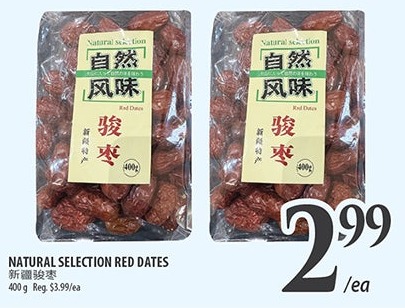 Natural selection
自然
风味
Red Dates
骏枣
新疆特产
400g
Natural selection
自然
风味
Red Dates
骏枣
新疆特产
400g
2.99
/ea
NATURAL SELECTION RED DATES
新疆骏枣
400 g Reg. $3.99/ea